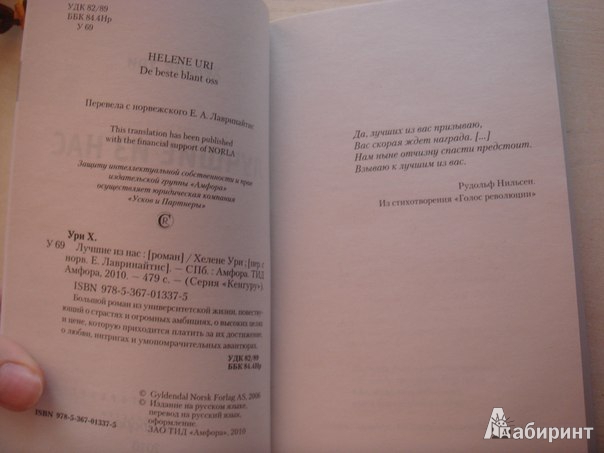 УДК 82/89
ББК 84.4Нр
У 69
HELENE URI
De beste blant oss
Перевела с норвежского Е. А. Лавринайтис
This translation has been published
with the financial support of NORLA
Защиту интеллектуальной собственности и прав
издательской группы «Амфора»
осуществляет юридическая компания
«Усков и Партнеры»
Ури Х.
У 69 Лучшие из нас : [роман] / Хелене Ури ; [пер. с
норв. Е. Лавринайтис]. — СПб. : Амфора. ТИД
Амфора, 2010. — 479 с. — (Серия «Кенгуру»).
ISBN 978-5-367-01337-5
Большой роман из университетской жизни, повеству-
ющий о страстях и огромных амбициях, о высоких целях
и цене, которую приходится платить за их достижение,
о любви, интригах и умопомрачительных авантюрах.
УДК 82/89
ББК 84.4Нр
© Gyldendal Norsk Forlag AS, 2006
© Издание на русском языке,
перевод на русский язык,
оформление.
ЗАО ТИД «Амфора», 2010
ISBN 978-5-367-01337-5
Да, лучших из вас призываю,
Вас скорая ждет награда. [...]
Нам ныне отчизну спасти предстоит.
Взываю к лучшим из вас.
Рудольф Нильсен.
Из стихотворения «Голос революции»
Лабиринт